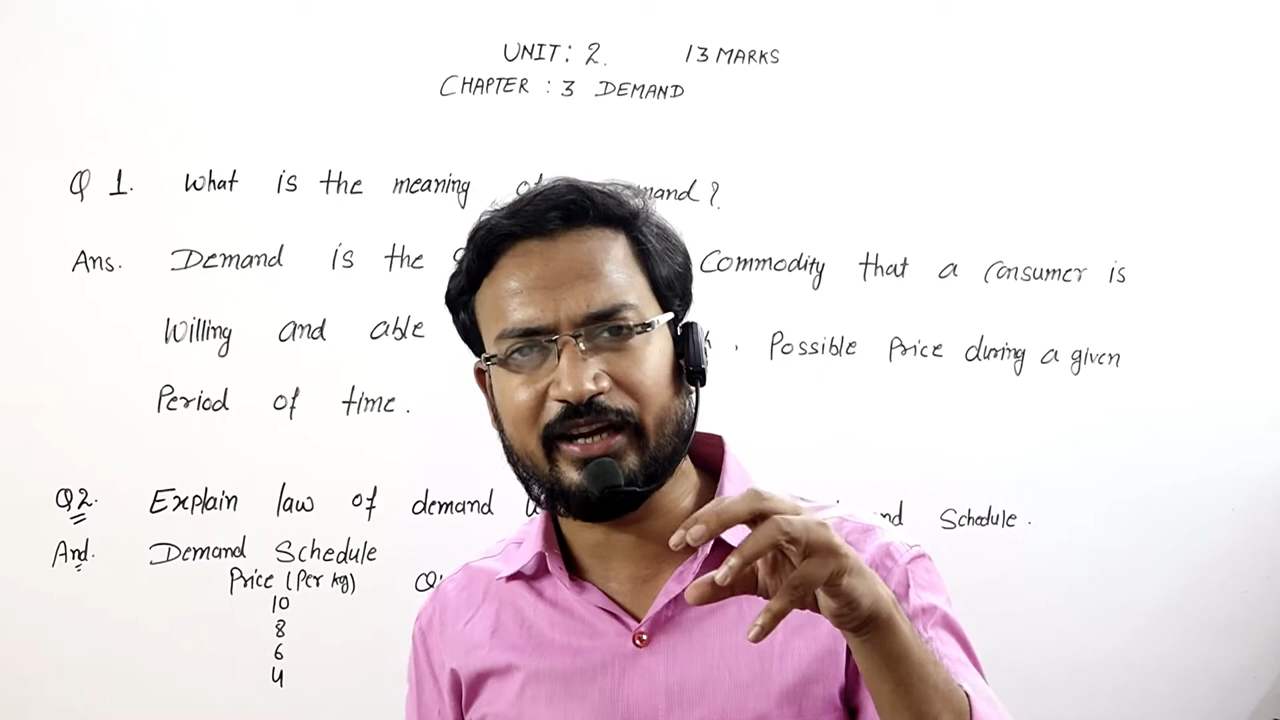 UNIT: 2. 13 MARKS
CHAPTER : 3 DEMAND
Q 1. What is the meaning mand?
Ans. Demand is the Commodity that a Consumer is
Willing and able . Possible Price during a given
Period of time.
Q2. Explain law of demand Schedule.
And. Demand Schedule
Price (Per kg)
10
8
6
4